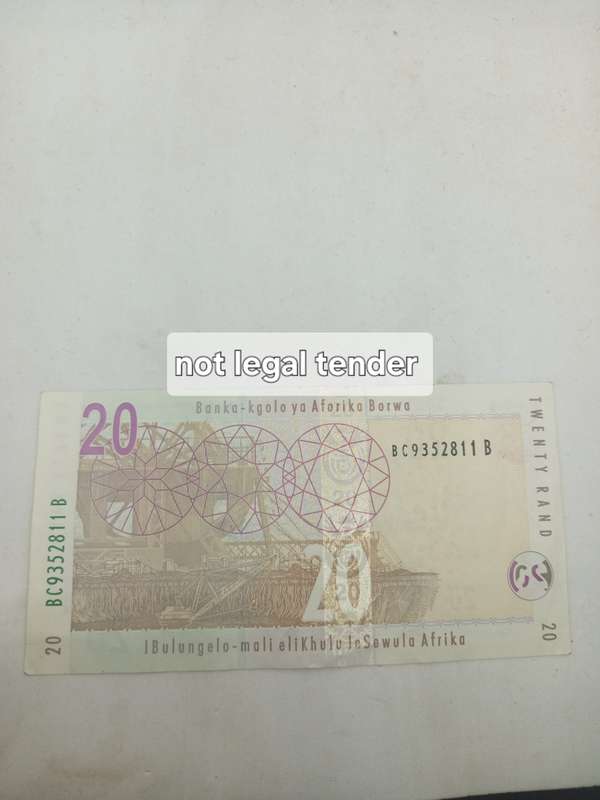 not legal tender
Banka-kgolo ya Aforika Borwa
20
BC9352811 B
TWENTY RAND
BC9352811 B
20
20
IBulungelo-mali eliKhulu leSewula Afrika
20